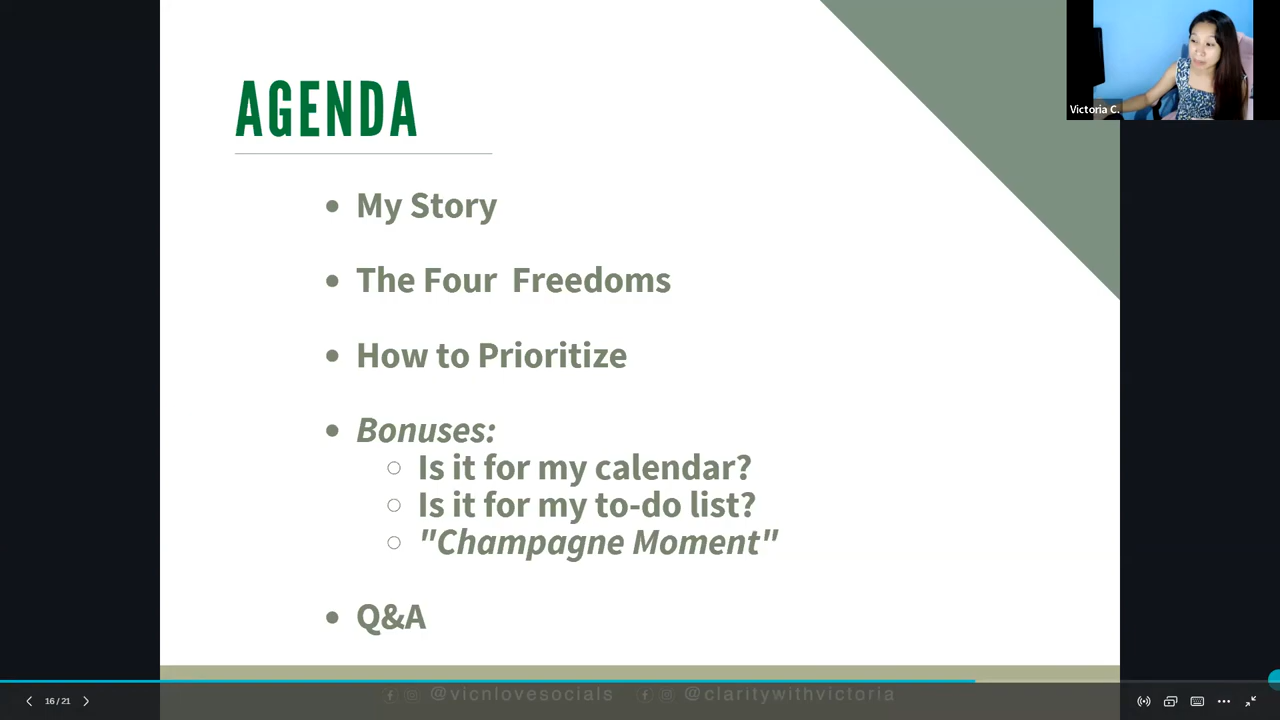 AGENDA
Victoria C.
My Story
The Four Freedoms
How to Prioritize
Bonuses:
Is it for my calendar?
Is it for my to-do list?
"Champagne Moment"
Q&A
@vicnlovesocials @claritywithvictoria
16 / 21